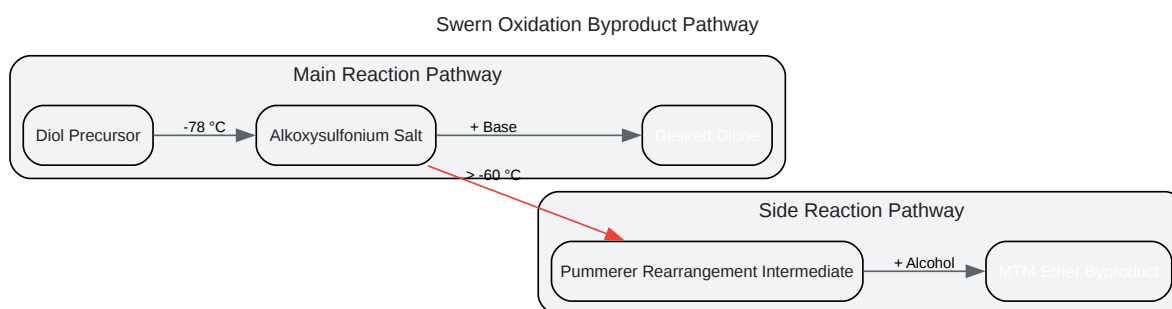 Swern Oxidation Byproduct Pathway
Main Reaction Pathway
Diol Precursor
-78 °C
Alkoxysulfonium Salt
+ Base
Desired Dione
> -60 °C
Side Reaction Pathway
Pummerer Rearrangement Intermediate
+ Alcohol
MTM Ether Byproduct